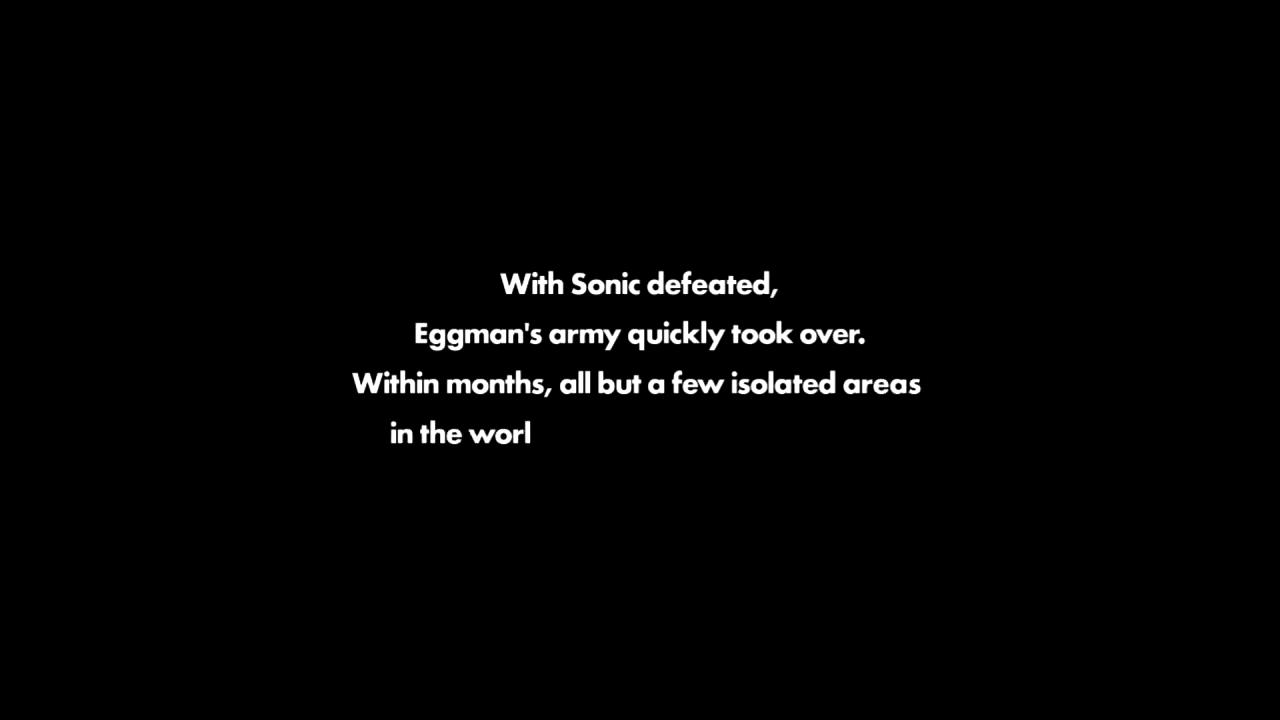 With Sonic defeated,
Eggman's army quickly took over.
Within months, all but a few isolated areas
in the worl